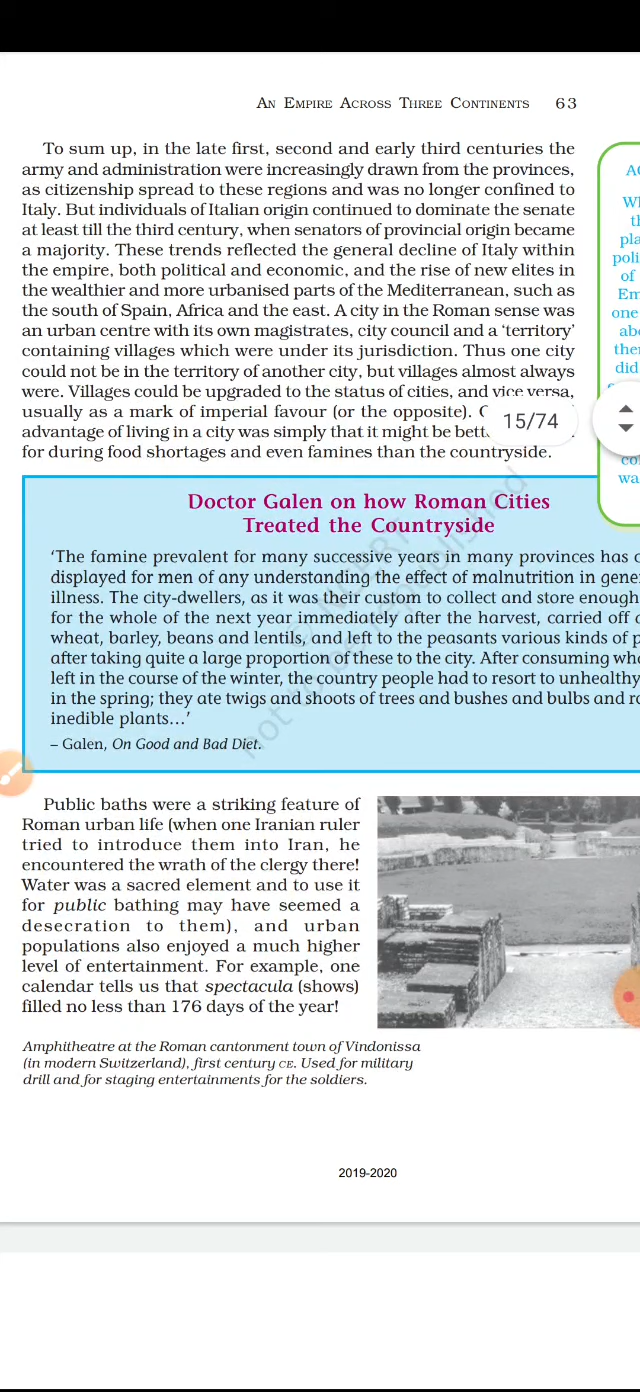 AN EMPIRE ACROSS THREE CONTINENTS 63
To sum up, in the late first, second and early third centuries the
army and administration were increasingly drawn from the provinces,
as citizenship spread to these regions and was no longer confined to
Italy. But individuals of Italian origin continued to dominate the senate
at least till the third century, when senators of provincial origin became
a majority. These trends reflected the general decline of Italy within
the empire, both political and economic, and the rise of new elites in
the wealthier and more urbanised parts of the Mediterranean, such as
the south of Spain, Africa and the east. A city in the Roman sense was
an urban centre with its own magistrates, city council and a ‘territory’
containing villages which were under its jurisdiction. Thus one city
could not be in the territory of another city, but villages almost always
were. Villages could be upgraded to the status of cities, and vice versa,
usually as a mark of imperial favour (or the opposite).
advantage of living in a city was simply that it might be
for during food shortages and even famines than the countryside.
15/74
of
Em
one
did
wa
Doctor Galen on how Roman Cities
Treated the Countryside
‘The famine prevalent for many successive years in many provinces has
displayed for men of any understanding the effect of malnutrition in
illness. The city-dwellers, as it was their custom to collect and store enough
for the whole of the next year immediately after the harvest, carried off
wheat, barley, beans and lentils, and left to the peasants various kinds of
after taking quite a large proportion of these to the city. After consuming
left in the course of the winter, the country people had to resort to unhealthy
in the spring; they ate twigs and shoots of trees and bushes and bulbs and
inedible plants…’
– Galen, On Good and Bad Diet.
not to be republished
Public baths were a striking feature of
Roman urban life (when one Iranian ruler
tried to introduce them into Iran, he
encountered the wrath of the clergy there!
Water was a sacred element and to use it
for public bathing may have seemed a
desecration to them), and urban
populations also enjoyed a much higher
level of entertainment. For example, one
calendar tells us that spectacula (shows)
filled no less than 176 days of the year!
Amphitheatre at the Roman cantonment town of Vindonissa
(in modern Switzerland), first century CE. Used for military
drill and for staging entertainments for the soldiers.
2019-2020